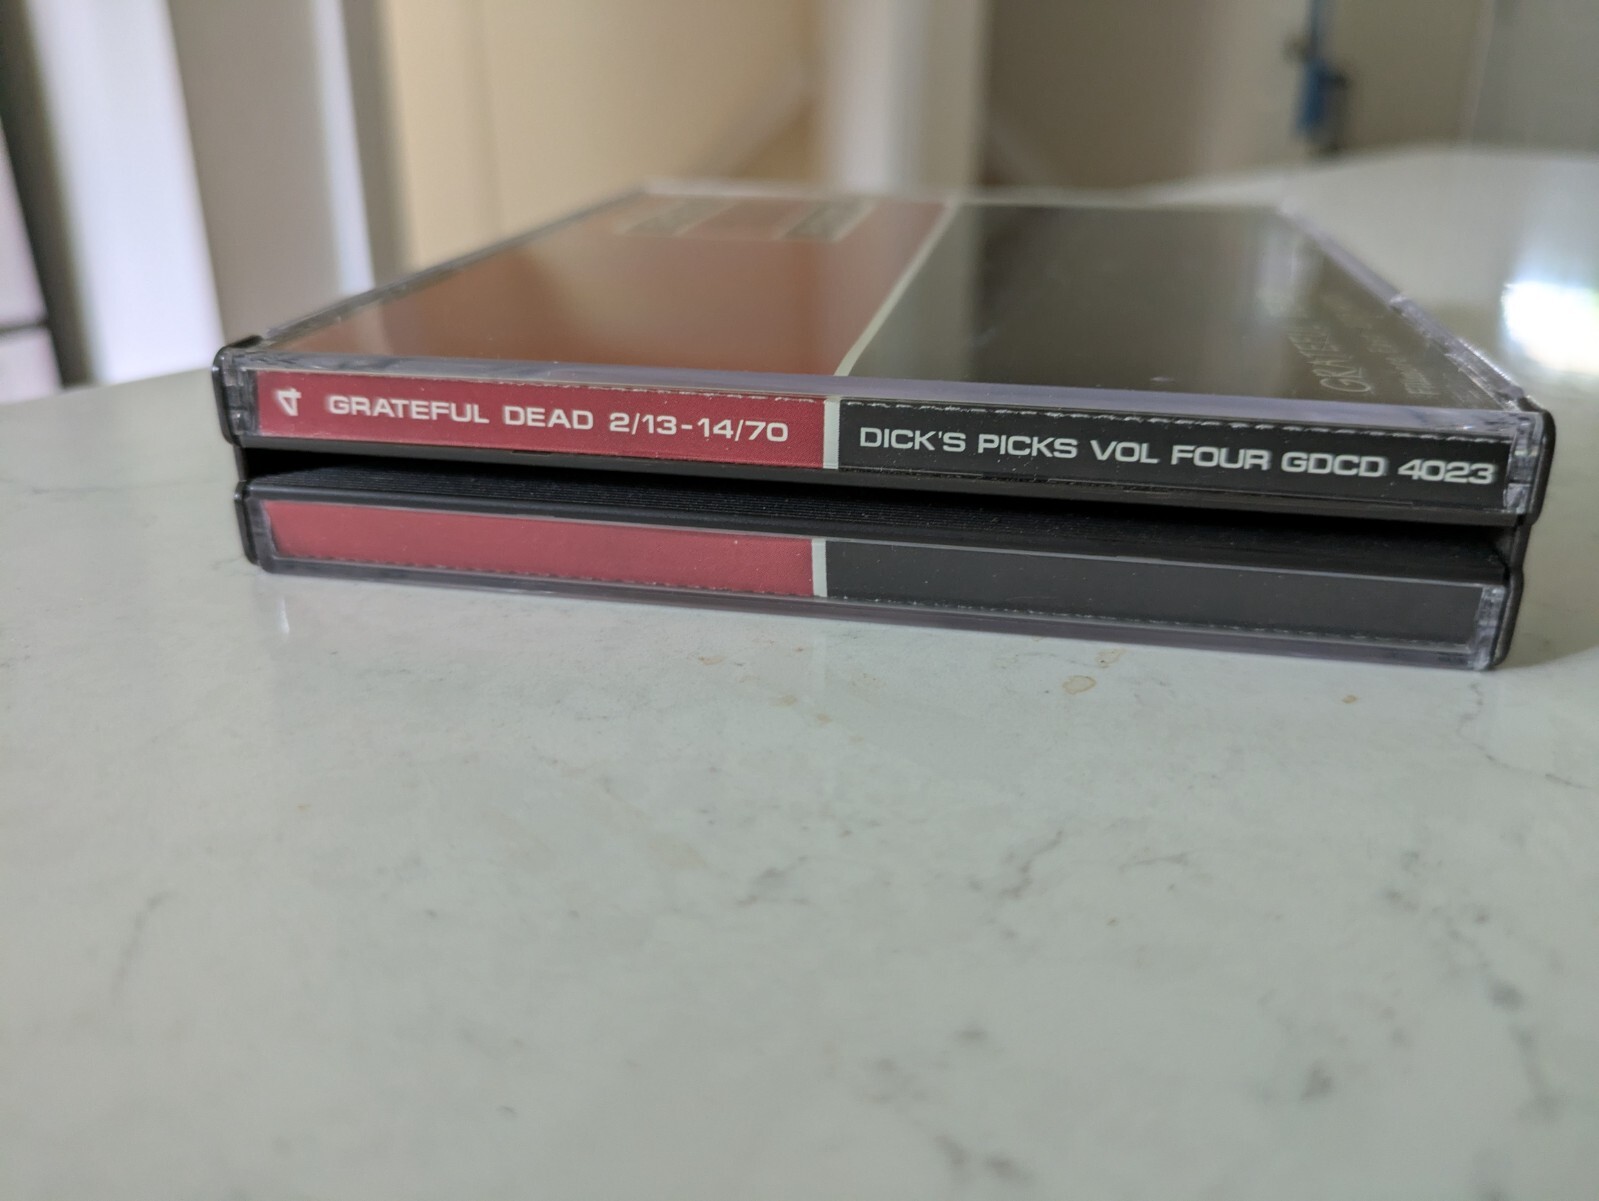 4 GRATEFUL DEAD 2/13-14/70 DICK'S PICKS VOL FOUR GDCD 4023